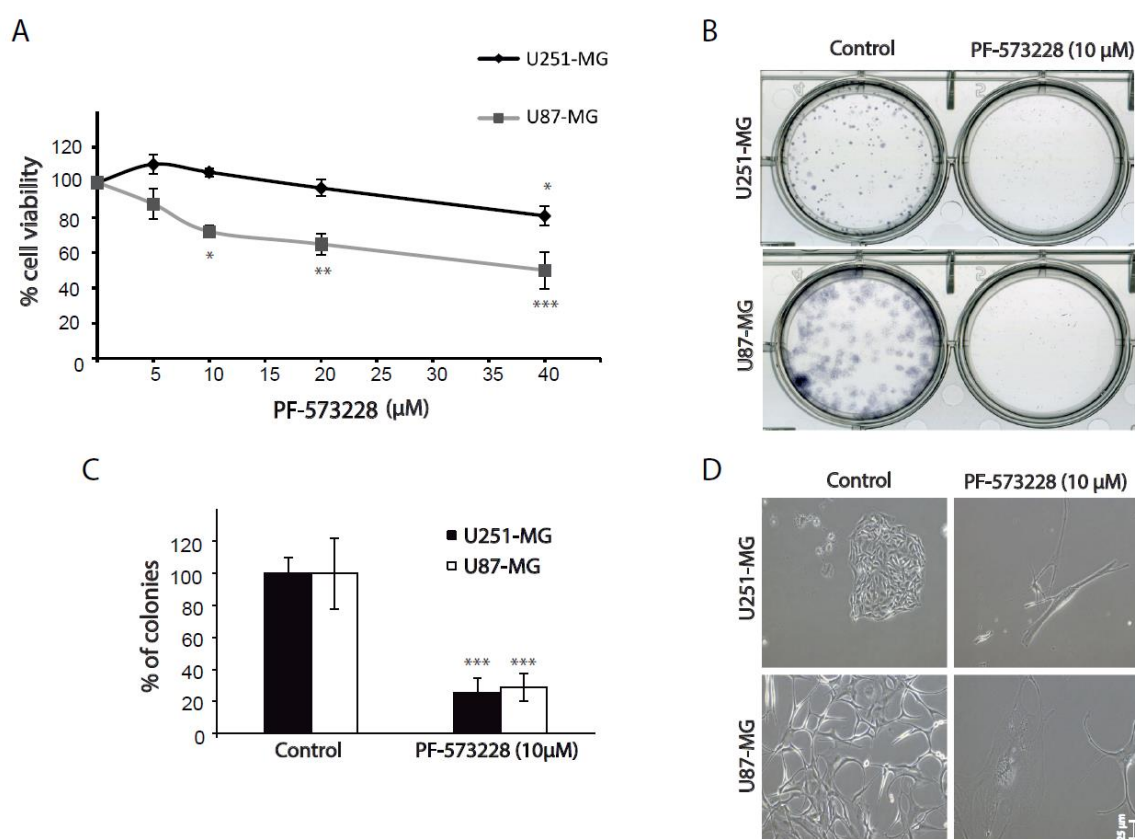 A
U251-MG
U87-MG
% cell viability
120
100
80
60
40
20
0
*
*
**
***
5 10 15 20 25 30 35 40
PF-573228 (µM)
B
Control PF-573228 (10 µM)
U251-MG
U87-MG
C
U251-MG
U87-MG
% of colonies
120
100
80
60
40
20
0
*** ***
Control PF-573228 (10µM)
D
Control PF-573228 (10 µM)
U251-MG
U87-MG
25 µm